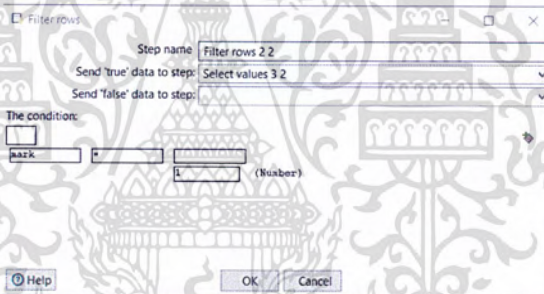 Filter rows
Step name Filter rows 2 2
Send 'true' data to step: Select values 3 2
Send 'false' data to step:
The condition:
mark =
1 (Number)
Help OK Cancel